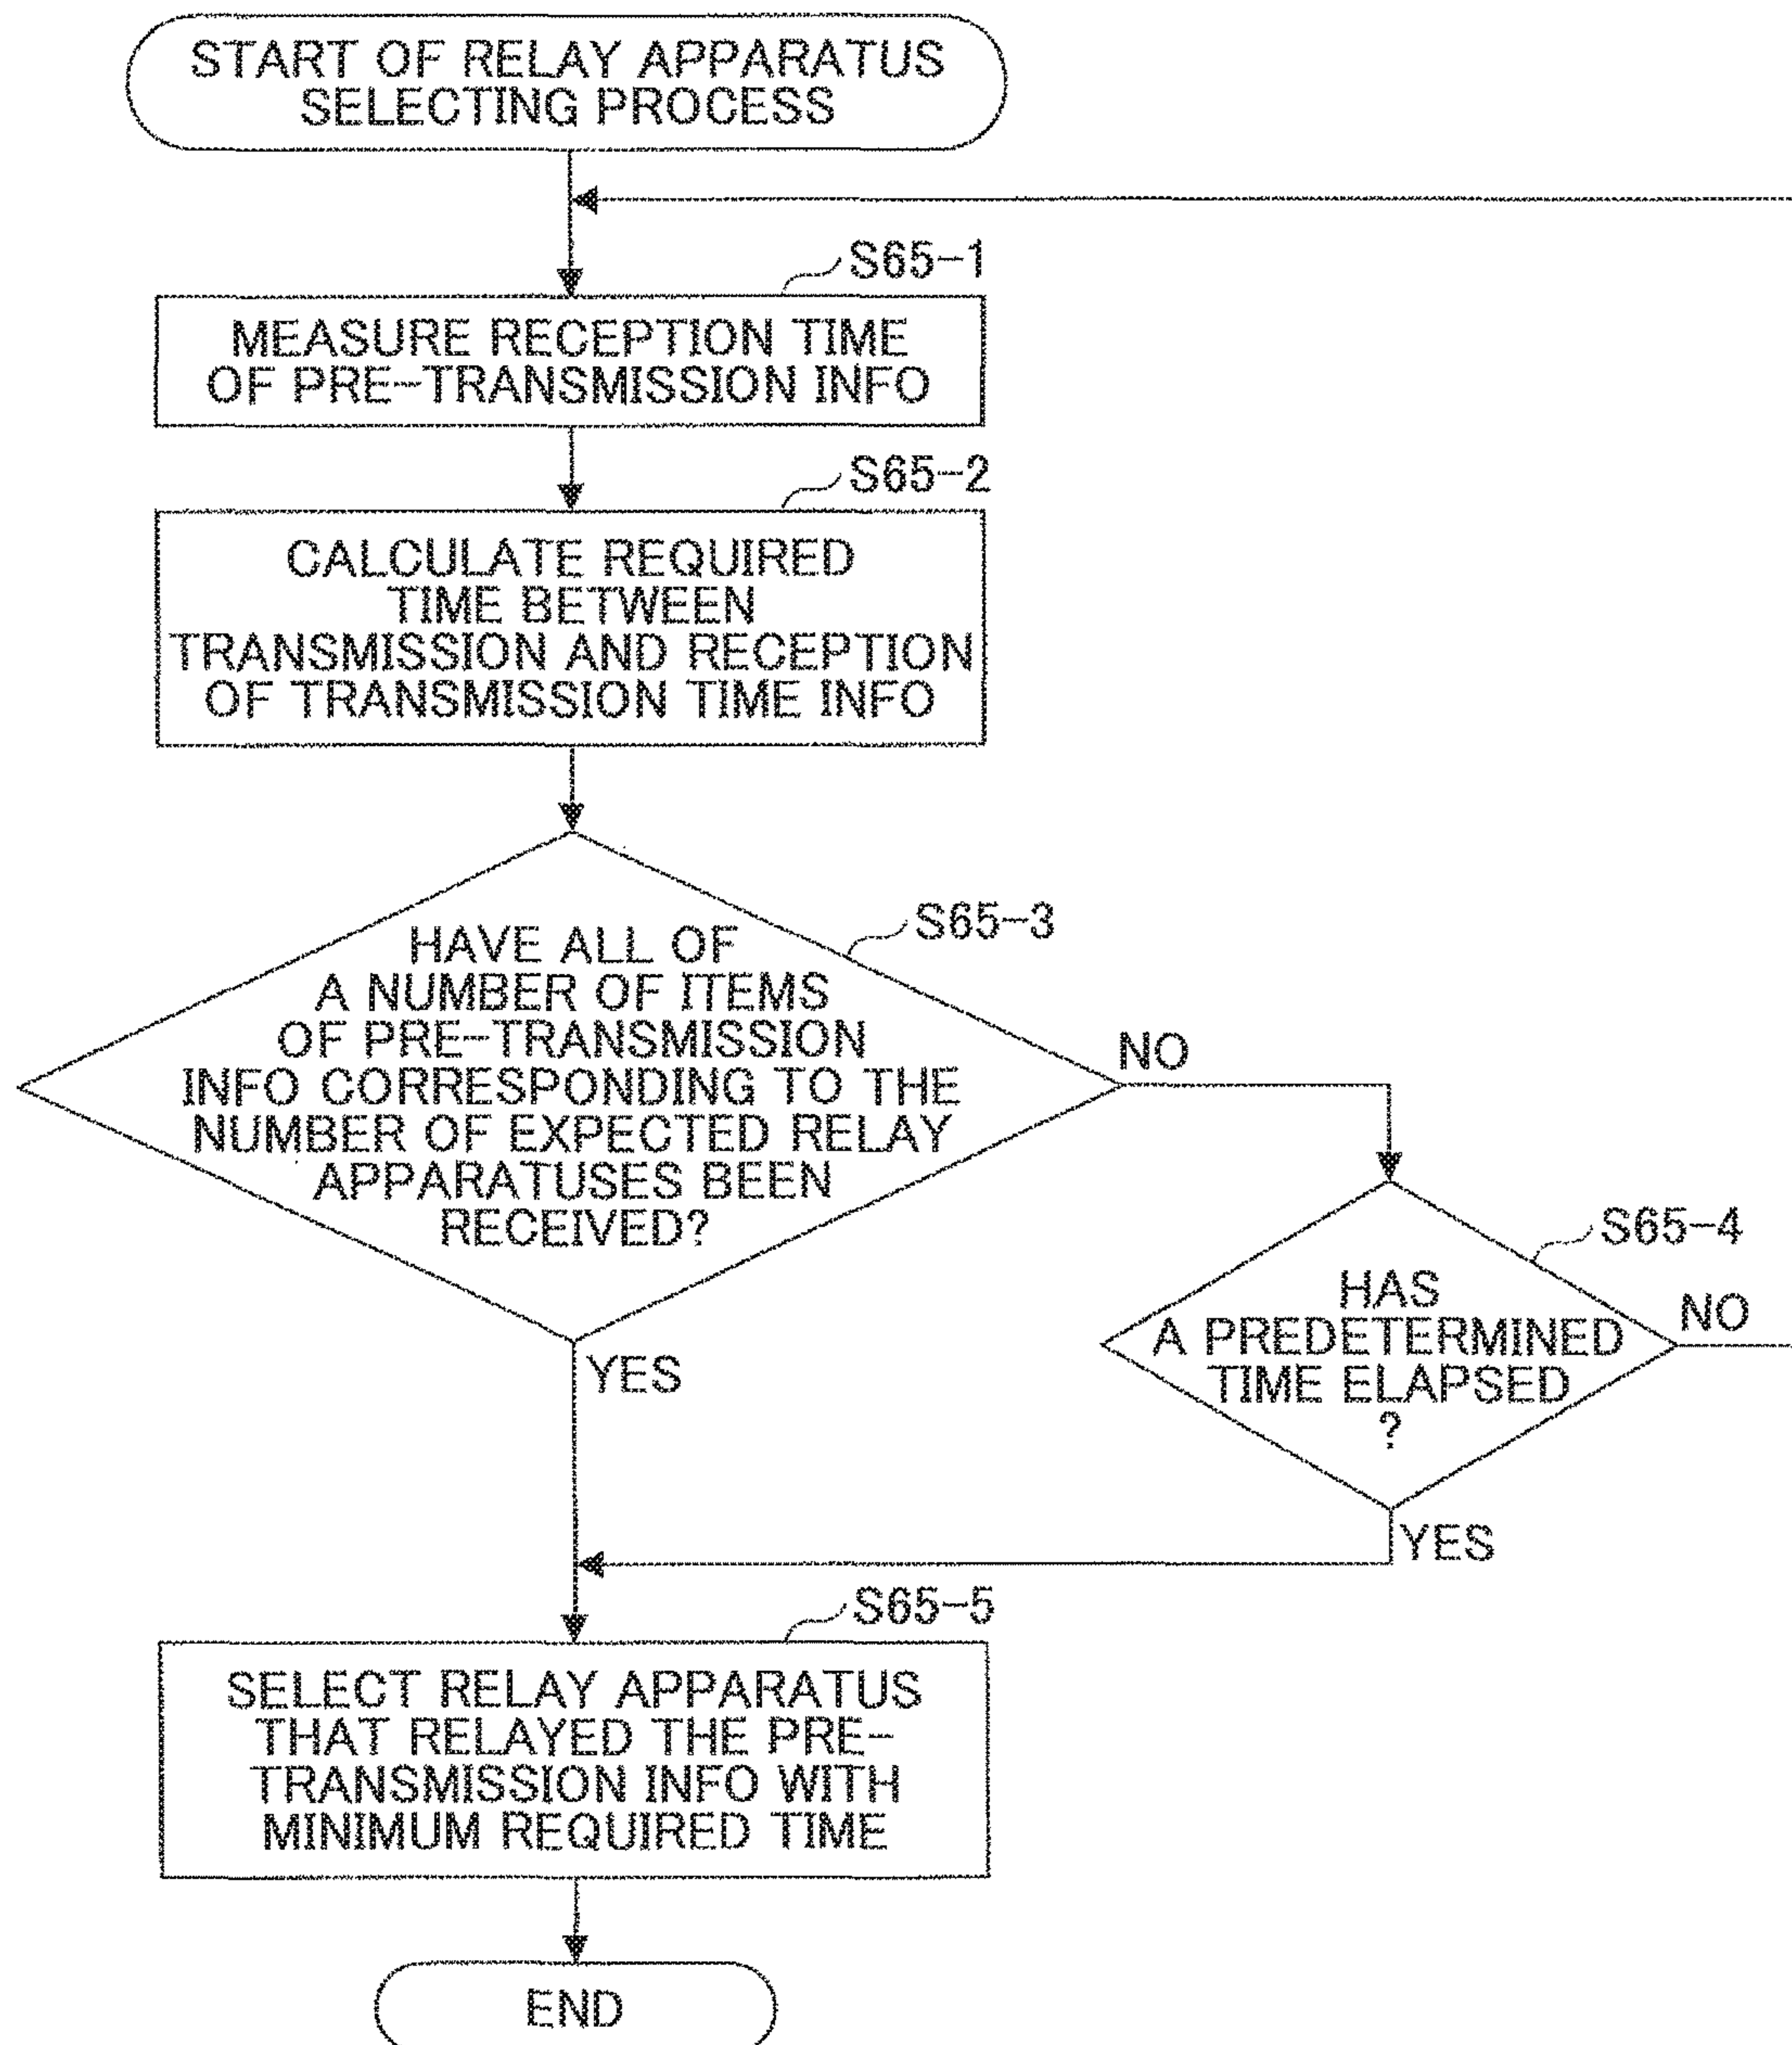 START OF RELAY APPARATUS
SELECTING PROCESS
S65-1
MEASURE RECEPTION TIME
OF PRE-TRANSMISSION INFO
S65-2
CALCULATE REQUIRED
TIME BETWEEN
TRANSMISSION AND RECEPTION
OF TRANSMISSION TIME INFO
S65-3
HAVE ALL OF
A NUMBER OF ITEMS
OF PRE-TRANSMISSION
INFO CORRESPONDING TO THE
NUMBER OF EXPECTED RELAY
APPARATUSES BEEN
RECEIVED?
NO
YES
S65-4
HAS
A PREDETERMINED
TIME ELAPSED
?
NO
YES
S65-5
SELECT RELAY APPARATUS
THAT RELAYED THE PRE-
TRANSMISSION INFO WITH
MINIMUM REQUIRED TIME
END